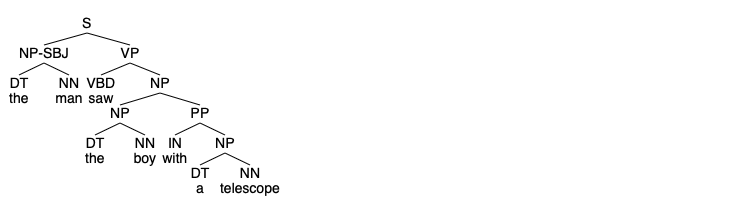 S
NP-SBJ VP
DT NN VBD NP
the man saw
NP PP
DT NN IN NP
the boy with
DT NN
a telescope